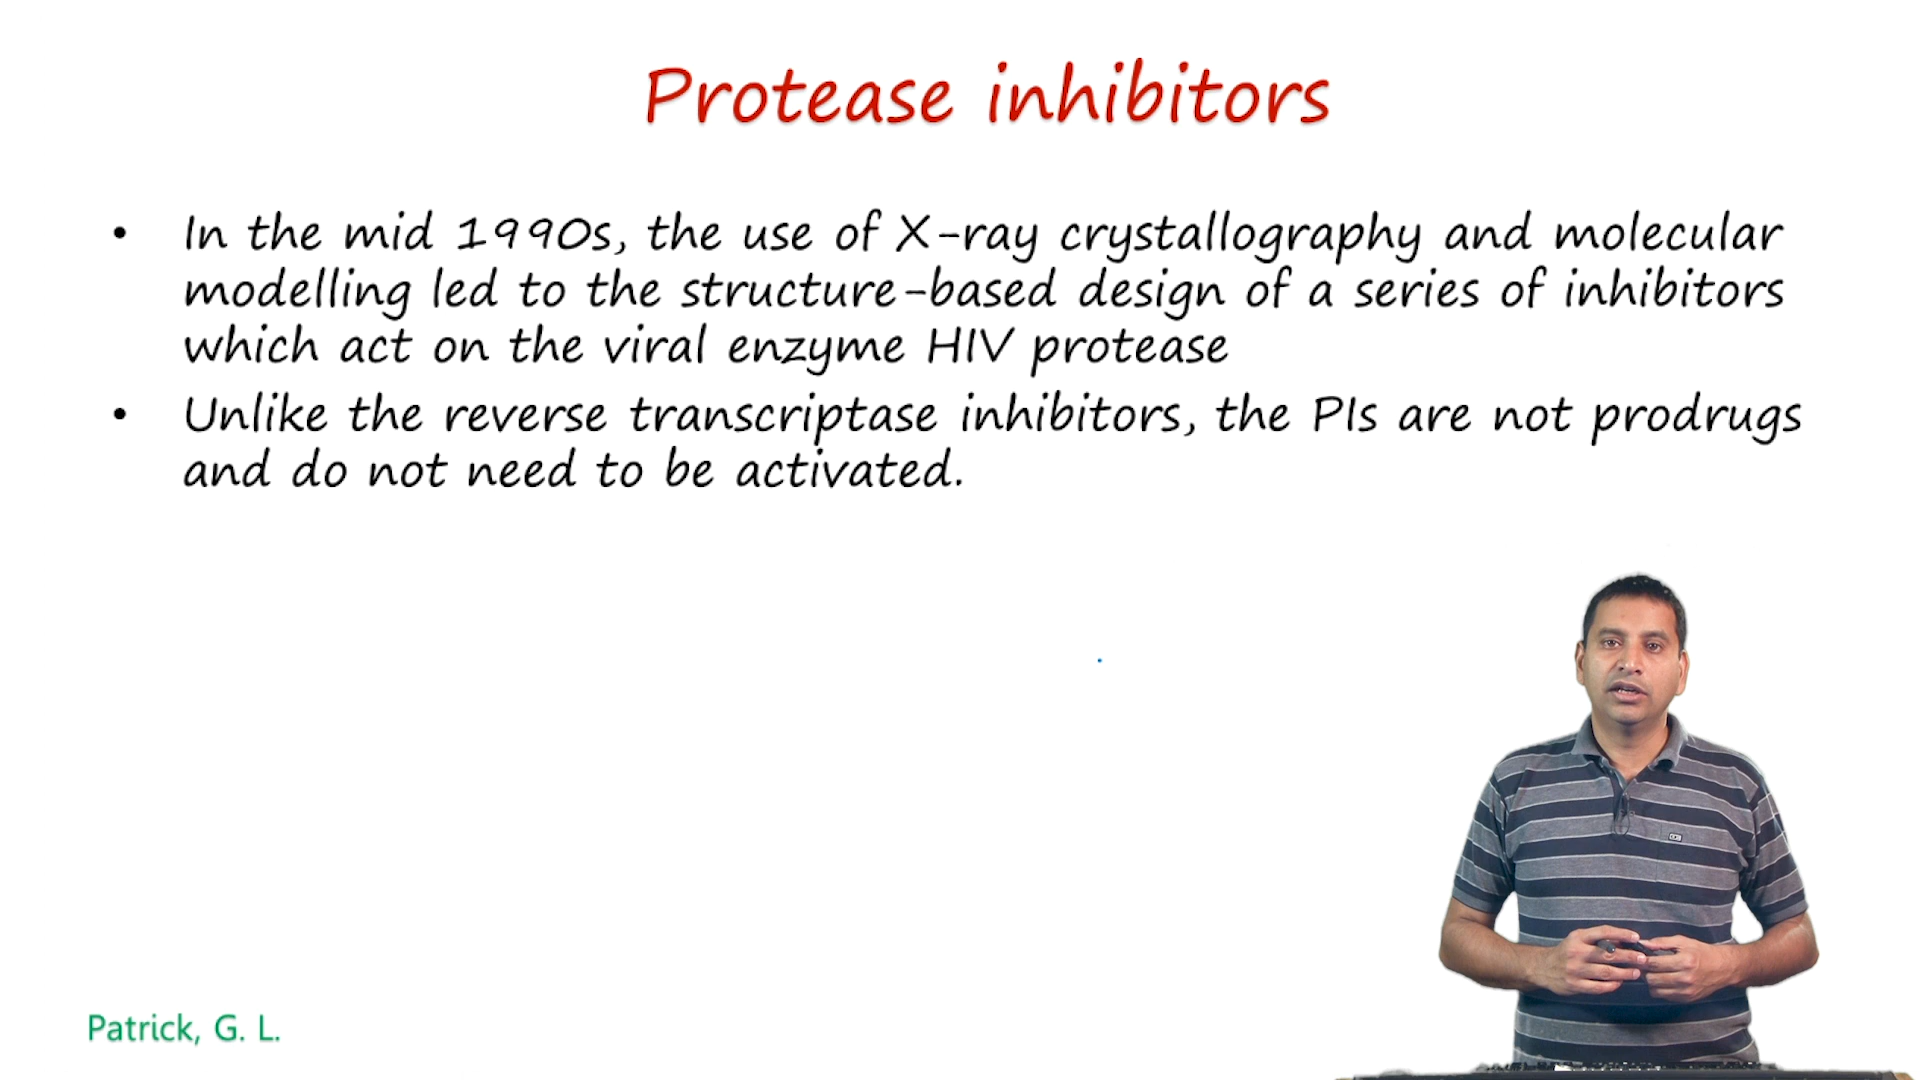 Protease inhibitors
• In the mid 1990s, the use of X-ray crystallography and molecular
modelling led to the structure-based design of a series of inhibitors
which act on the viral enzyme HIV protease
• Unlike the reverse transcriptase inhibitors, the PIs are not prodrugs
and do not need to be activated.
Patrick, G. L.